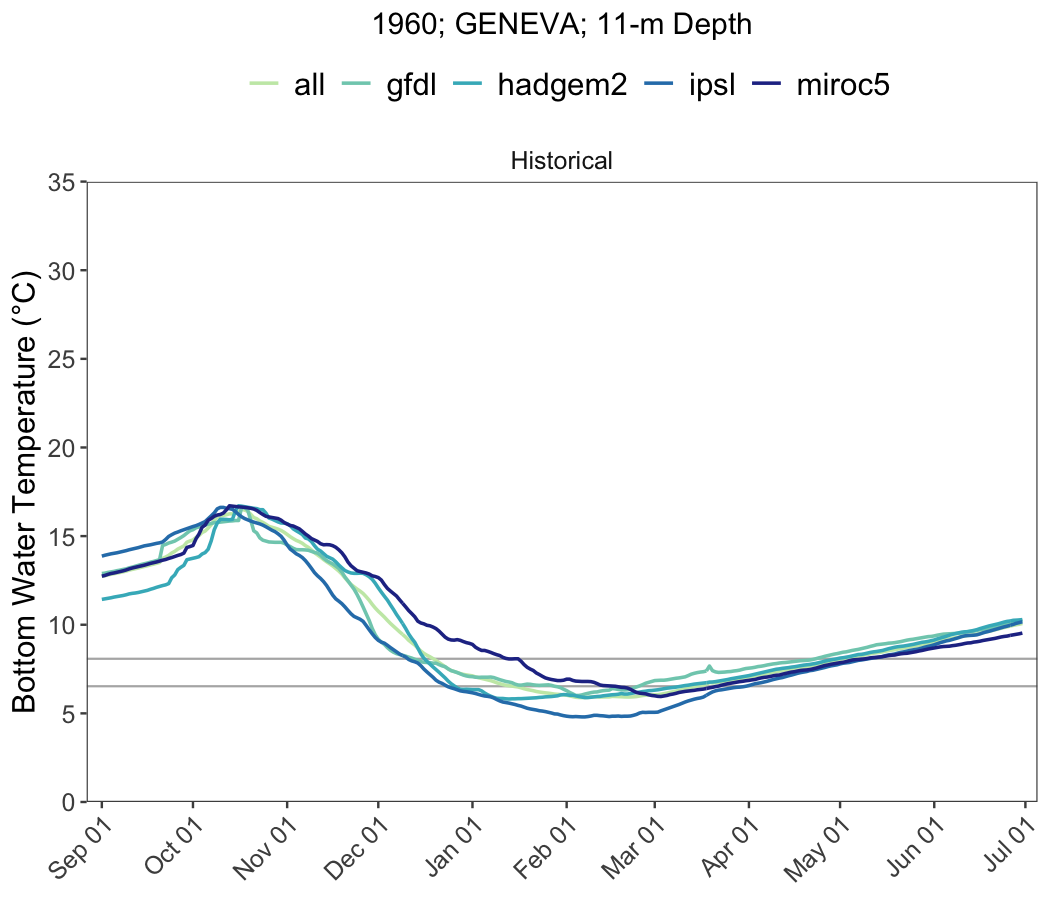 1960; GENEVA; 11-m Depth
all gfdl hadgem2 ipsl miroc5
Historical
Bottom Water Temperature (°C)
35
30
25
20
15
10
5
0
Sep 01 Oct 01 Nov 01 Dec 01 Jan 01 Feb 01 Mar 01 Apr 01 May 01 Jun 01 Jul 01